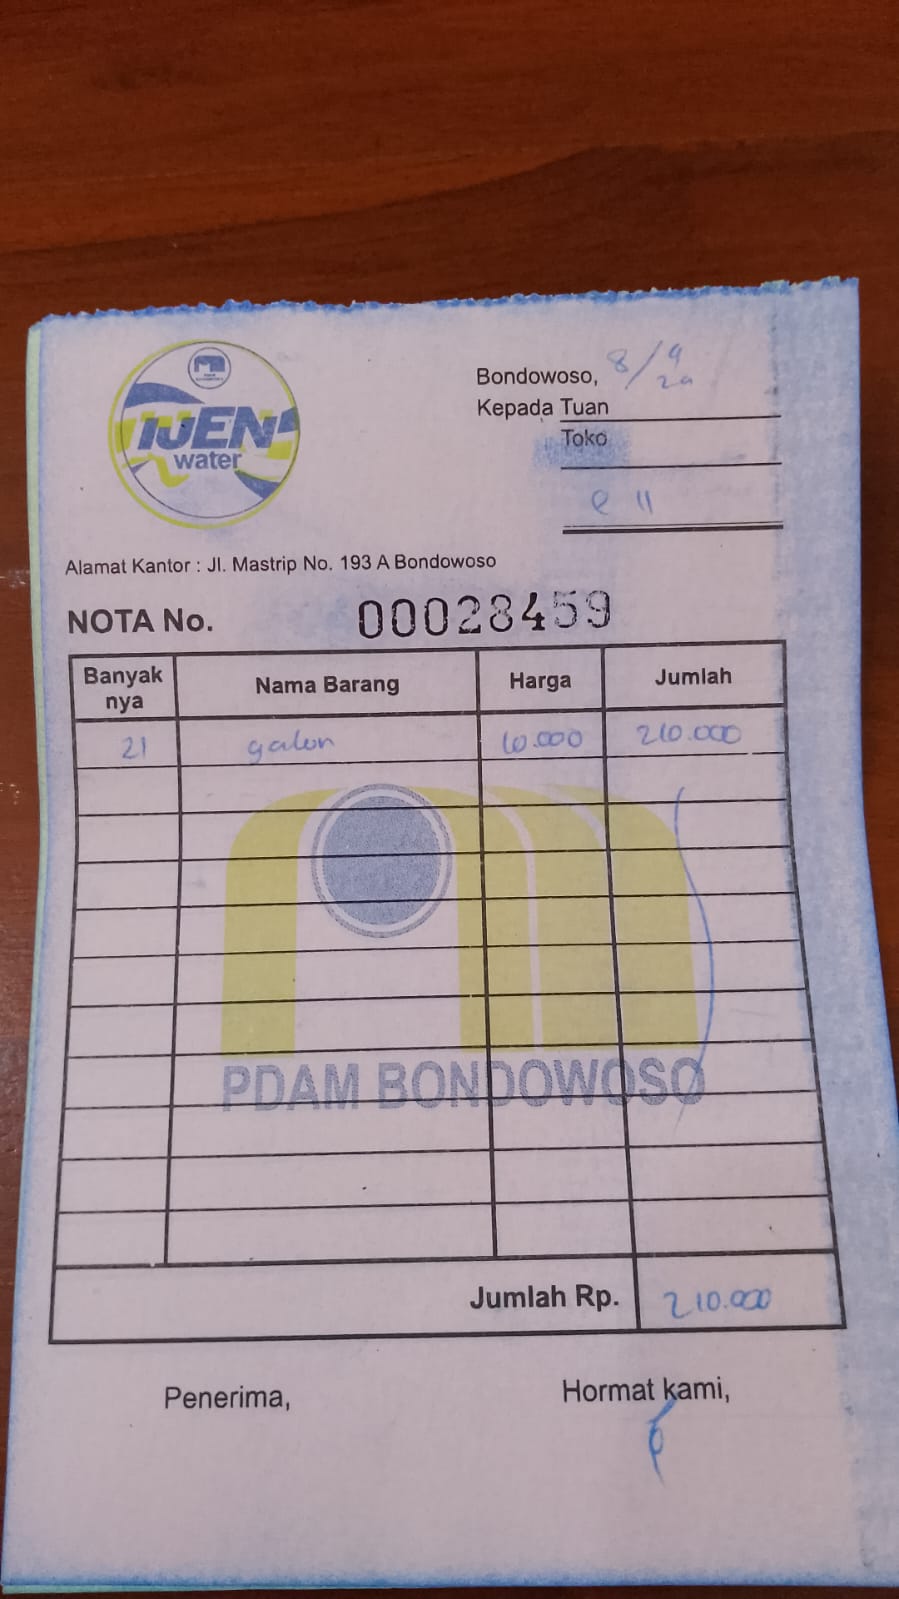 IJEN
water
Bondowoso, 8/9
Kepada Tuan
Toko
e 11
Alamat Kantor : Jl. Mastrip No. 193 A Bondowoso
NOTA No. 00028459
Banyak nya Nama Barang Harga Jumlah
21 galon 10.000 210.000
PDAM BONDOWOSO
Jumlah Rp. 210.000
Penerima, Hormat kami,